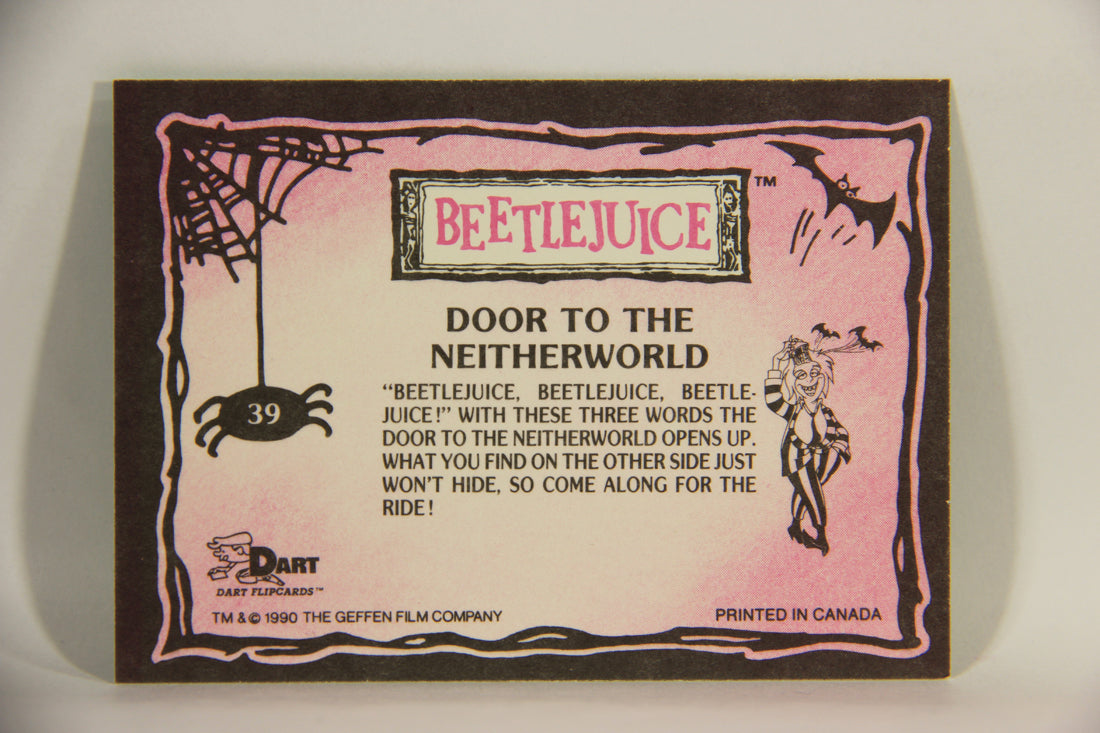 BEETLEJUICE TM
DOOR TO THE
NEITHERWORLD
“BEETLEJUICE, BEETLEJUICE, BEETLE-
JUICE!” WITH THESE THREE WORDS THE
DOOR TO THE NEITHERWORLD OPENS UP.
WHAT YOU FIND ON THE OTHER SIDE JUST
WON'T HIDE, SO COME ALONG FOR THE
RIDE!
39
DART
DART FLIPCARDS™
TM & © 1990 THE GEFFEN FILM COMPANY
PRINTED IN CANADA